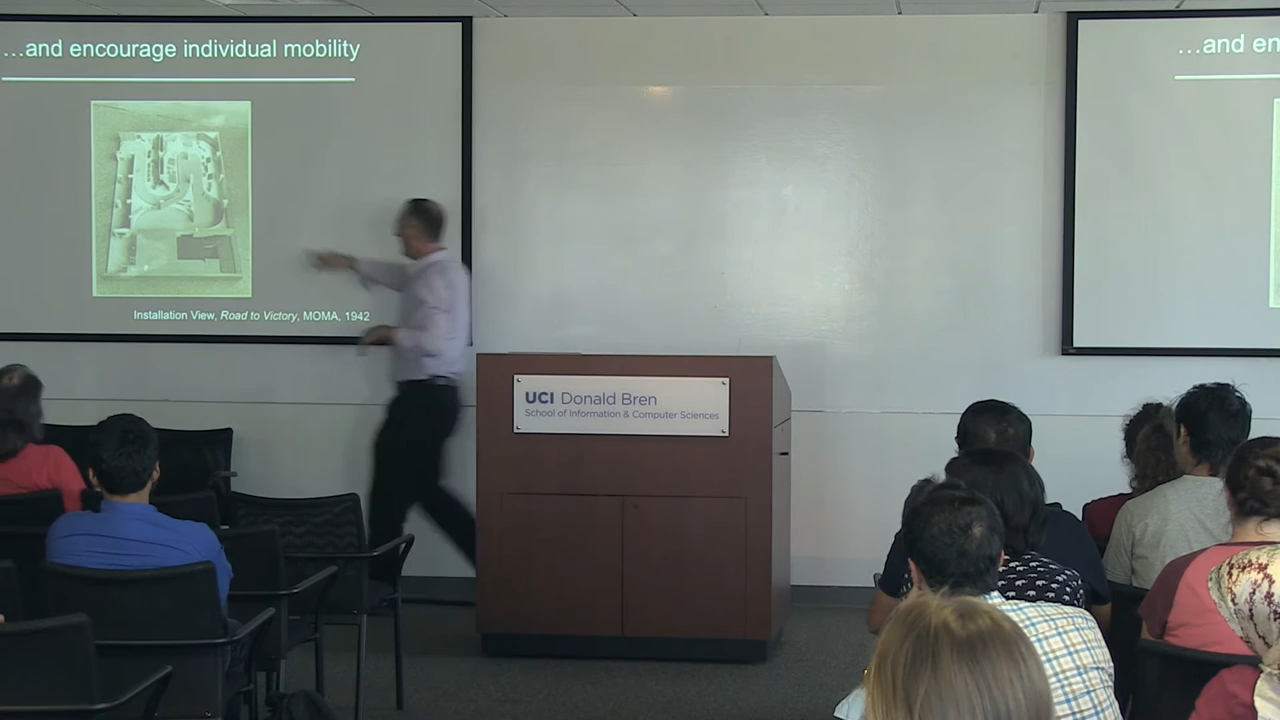 ...and encourage individual mobility
Installation View, Road to Victory, MOMA, 1942
UCI Donald Bren
School of Information & Computer Sciences
...and en